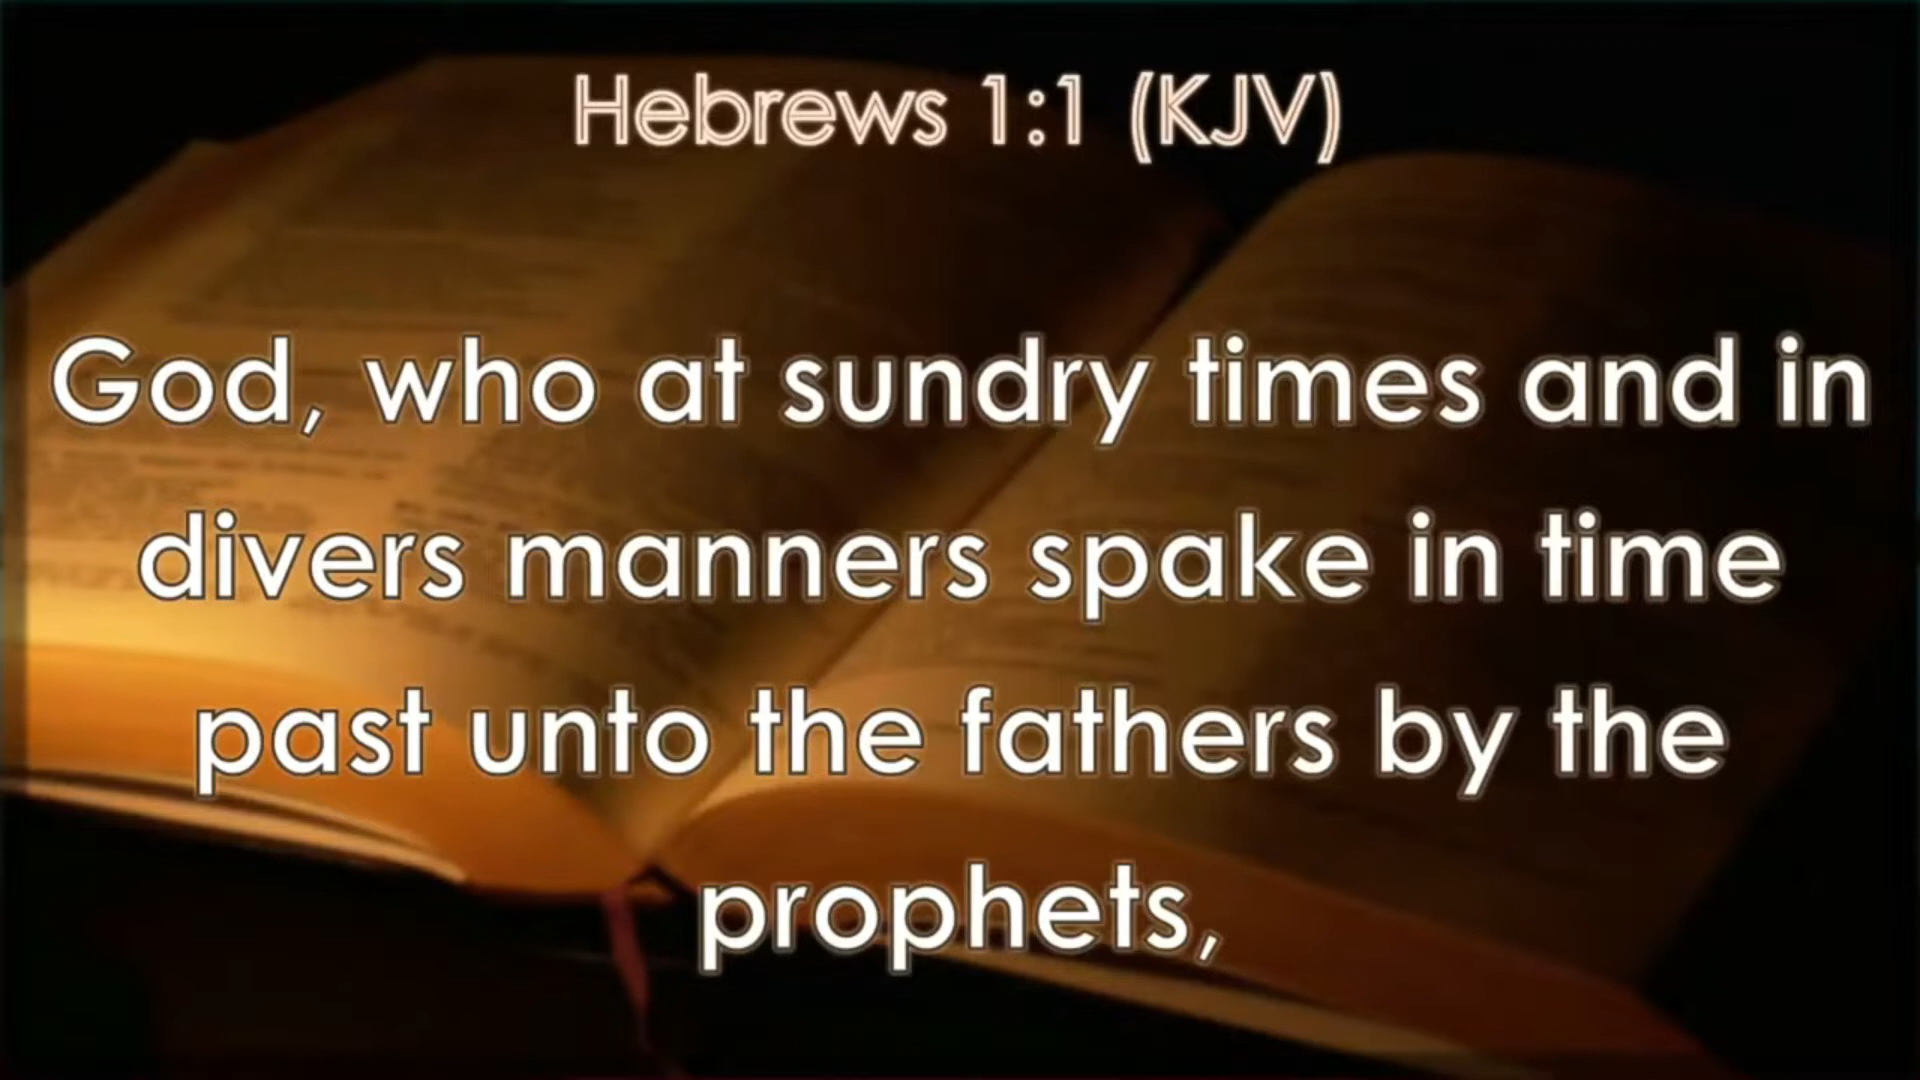 Hebrews 1:1 (KJV)
God, who at sundry times and in
divers manners spake in time
past unto the fathers by the
prophets,